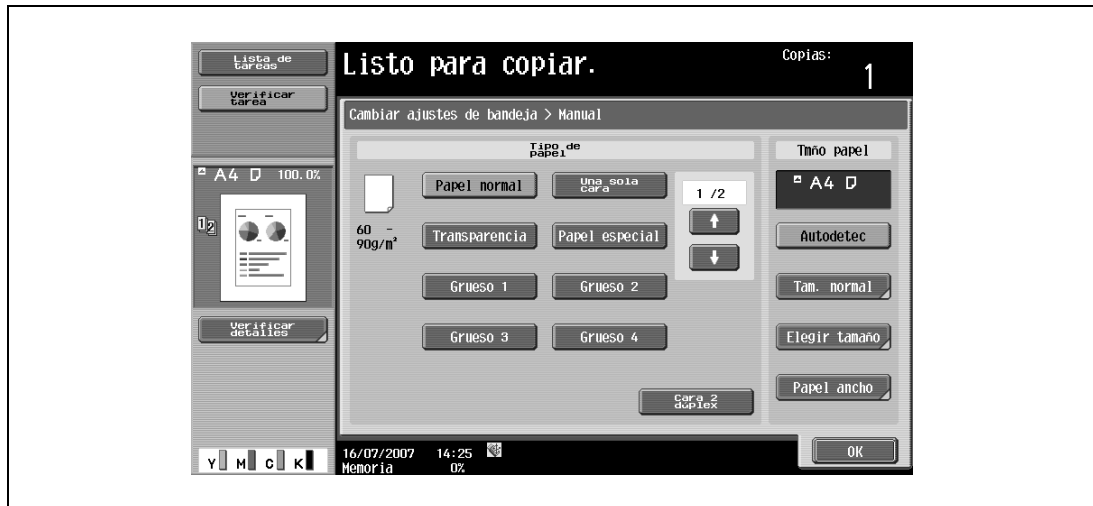 Lista de
tareas
Verificar
tarea
A4 100.0%
12
Verificar
detalles
Y M C K
Listo para copiar.
Copias:
1
Cambiar ajustes de bandeja > Manual
Tipo de
papel
60 -
90g/m²
Papel normal
Una sola
cara
Transparencia
Papel especial
Grueso 1
Grueso 2
Grueso 3
Grueso 4
1 /2
Cara 2
dúplex
Tmño papel
A4
Autodetec
Tam. normal
Elegir tamaño
Papel ancho
OK
16/07/2007 14:25
Memoria 0%